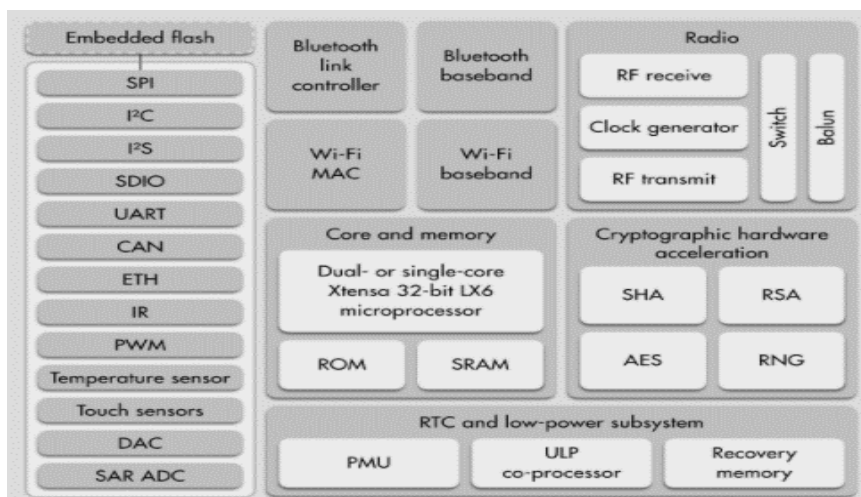 Embedded flash
SPI
I²C
I²S
SDIO
UART
CAN
ETH
IR
PWM
Temperature sensor
Touch sensors
DAC
SAR ADC
Bluetooth
link
controller
Bluetooth
baseband
Wi-Fi
MAC
Wi-Fi
baseband
Radio
RF receive
Clock generator
RF transmit
Switch
Balun
Core and memory
Dual- or single-core
Xtensa 32-bit LX6
microprocessor
ROM
SRAM
Cryptographic hardware
acceleration
SHA
RSA
AES
RNG
RTC and low-power subsystem
PMU
ULP
co-processor
Recovery
memory